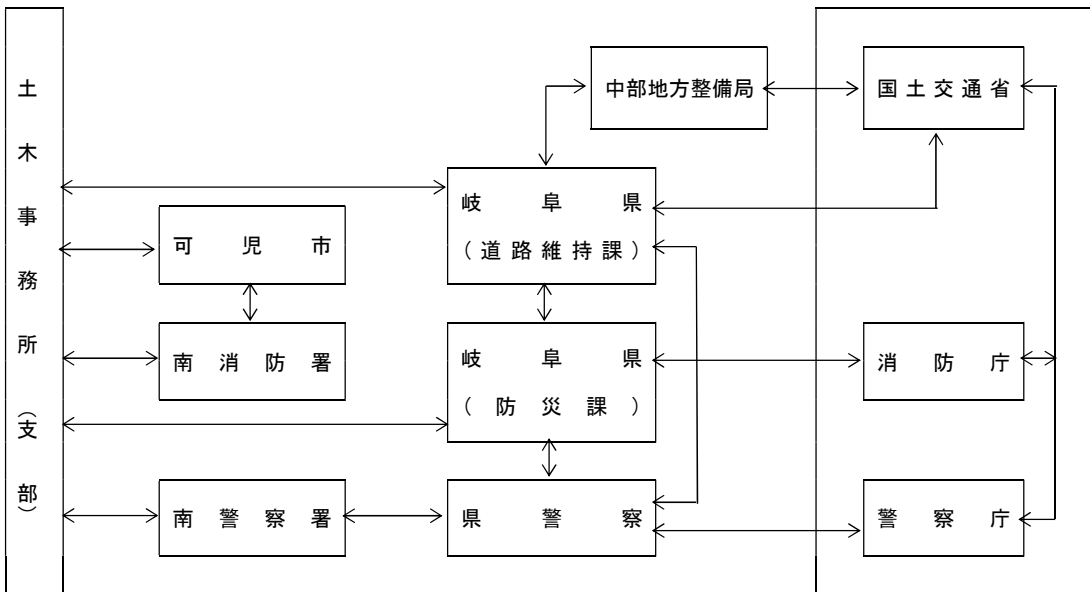 土木事務所（支部）
中部地方整備局
国土交通省
岐阜県
（道路維持課）
可児市
南消防署
岐阜県
（防災課）
消防庁
南警察署
県警察
警察庁